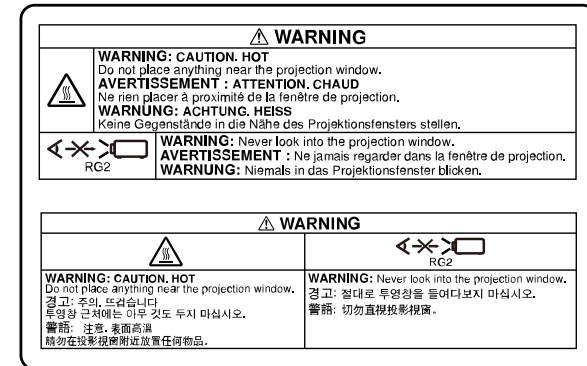 ⚠ WARNING
WARNING: CAUTION. HOT
Do not place anything near the projection window.
AVERTISSEMENT : ATTENTION. CHAUD
Ne rien placer à proximité de la fenêtre de projection.
WARNUNG: ACHTUNG. HEISS
Keine Gegenstände in die Nähe des Projektionsfensters stellen.
RG2
WARNING: Never look into the projection window.
AVERTISSEMENT : Ne jamais regarder dans la fenêtre de projection.
WARNUNG: Niemals in das Projektionsfenster blicken.
⚠ WARNING
WARNING: CAUTION. HOT
Do not place anything near the projection window.
경고: 주의. 뜨겁습니다
투영창 근처에는 아무 것도 두지 마십시오.
警語: 注意. 表面高溫
請勿在投影視窗附近放置任何物品。
RG2
WARNING: Never look into the projection window.
경고: 절대로 투영창을 들여다보지 마십시오.
警語: 切勿直視投影視窗。